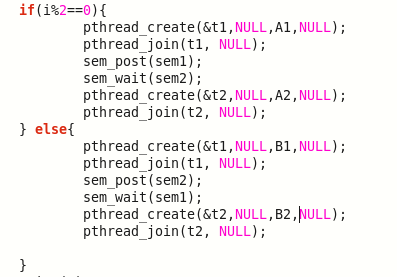 if(i%2==0){
pthread_create(&t1,NULL,A1,NULL);
pthread_join(t1, NULL);
sem_post(sem1);
sem_wait(sem2);
pthread_create(&t2,NULL,A2,NULL);
pthread_join(t2, NULL);
} else{
pthread_create(&t1,NULL,B1,NULL);
pthread_join(t1, NULL);
sem_post(sem2);
sem_wait(sem1);
pthread_create(&t2,NULL,B2,NULL);
pthread_join(t2, NULL);
}